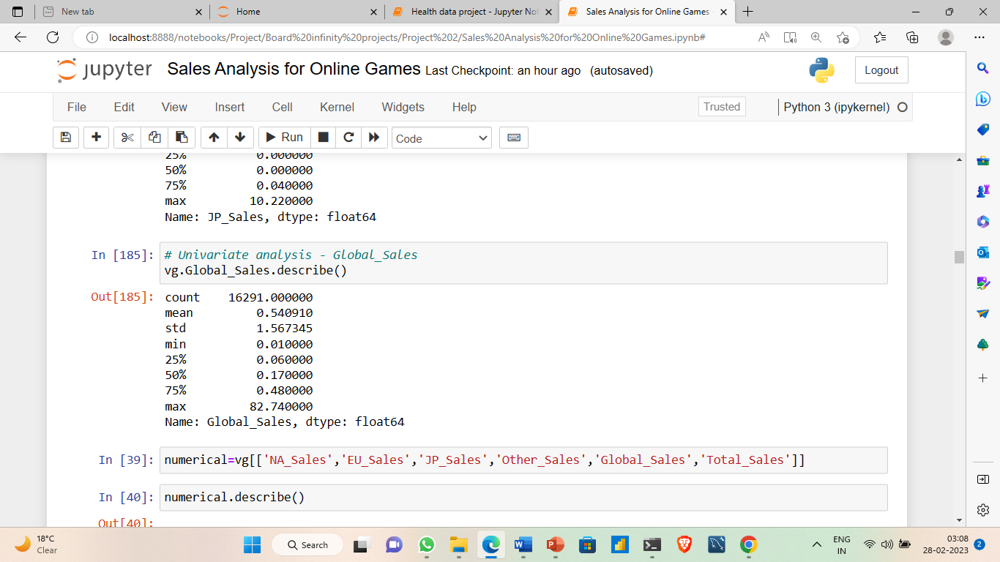 New tab
Home
Health data project - Jupyter Not
Sales Analysis for Online Games -
localhost:8888/notebooks/Project/Board%20infinity%20projects/Project%202/Sales%20Analysis%20for%20Online%20Games.ipynb#
jupyter Sales Analysis for Online Games Last Checkpoint: an hour ago (autosaved)
Logout
File Edit View Insert Cell Kernel Widgets Help
Trusted
Python 3 (ipykernel)
Run
Code
25% 0.000000
50% 0.000000
75% 0.040000
max 10.220000
Name: JP_Sales, dtype: float64
In [185]: # Univariate analysis - Global_Sales
vg.Global_Sales.describe()
Out[185]: count 16291.000000
mean 0.540910
std 1.567345
min 0.010000
25% 0.060000
50% 0.170000
75% 0.480000
max 82.740000
Name: Global_Sales, dtype: float64
In [39]: numerical=vg[['NA_Sales','EU_Sales','JP_Sales','Other_Sales','Global_Sales','Total_Sales']]
In [40]: numerical.describe()
Out[40]:
18°C
Clear
Search
ENG
IN
03:08
28-02-2023
2